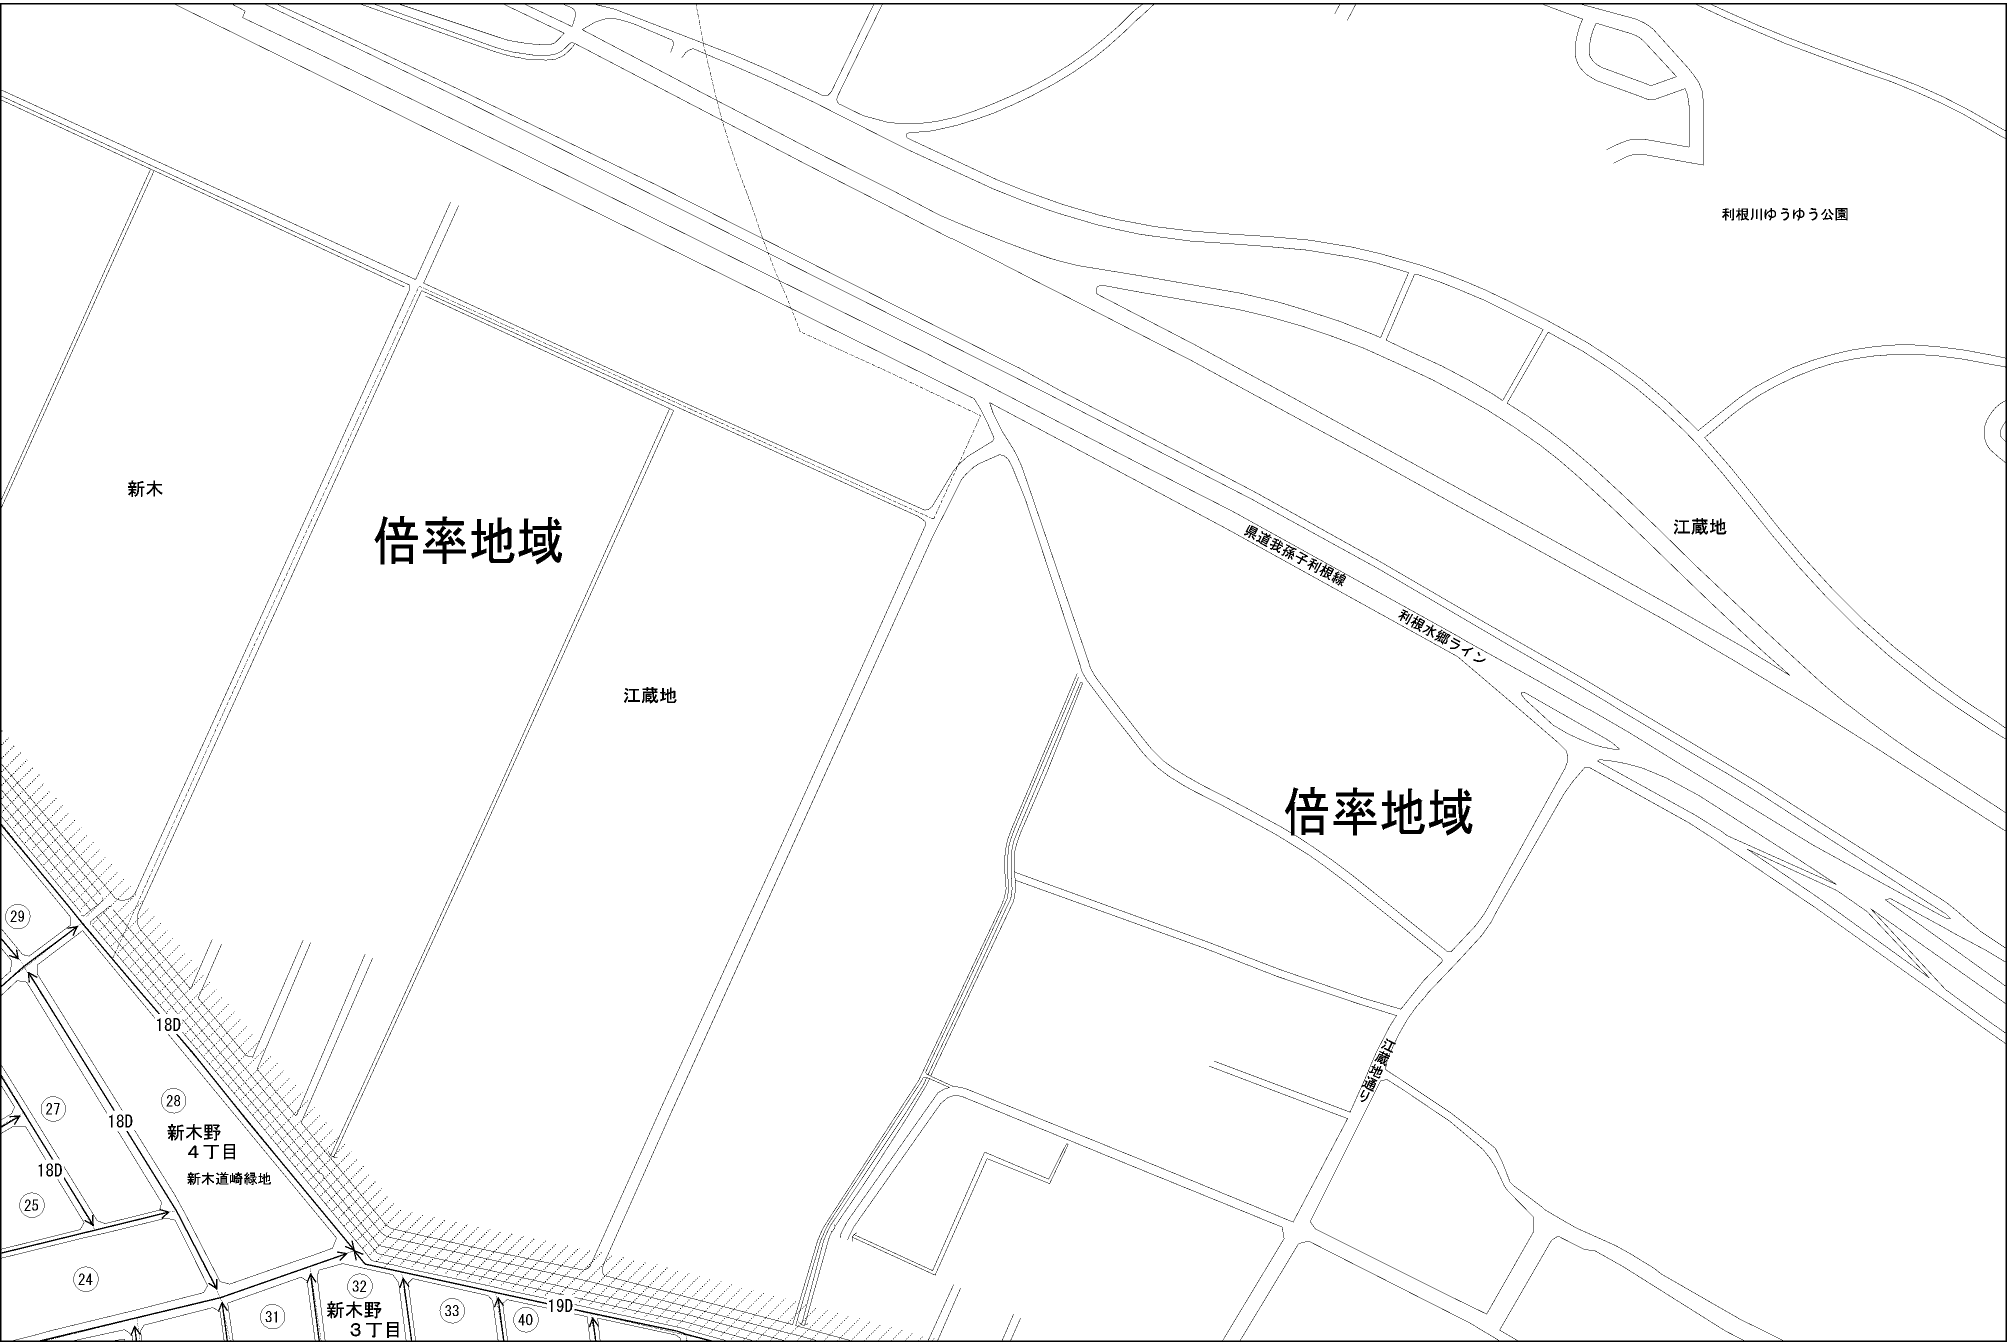 利根川ゆうゆう公園
新木
倍率地域
江蔵地
県道我孫子利根線
利根水郷ライン
江蔵地
倍率地域
29
18D
江蔵地通り
28
27
18D
新木野
4丁目
18D
新木道崎緑地
25
24
32
19D
31
新木野
3丁目
33
40